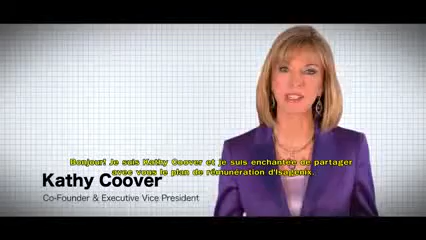 Bonjour! Je suis Kathy Coover et je suis enchantée de partager
avec vous le plan de rémunération d'Isagenix.
Kathy Coover
Co-Founder & Executive Vice President